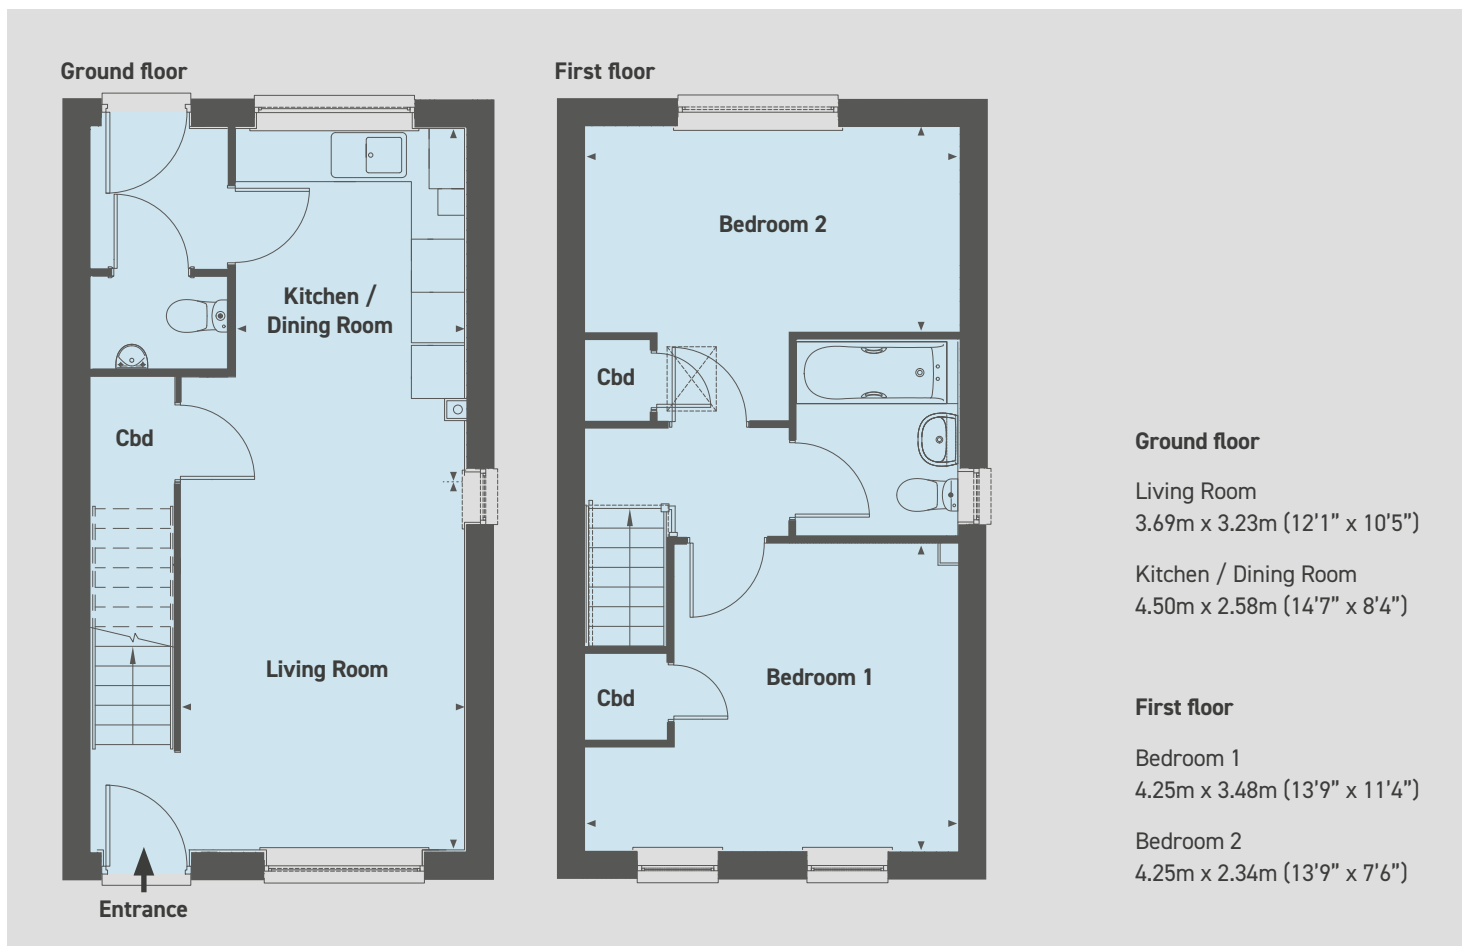 Ground floor
First floor
Bedroom 2
Kitchen /
Dining Room
Cbd
Cbd
Living Room
Bedroom 1
Cbd
Entrance
Ground floor
Living Room
3.69m x 3.23m (12'1” x 10'5”)
Kitchen / Dining Room
4.50m x 2.58m (14'7” x 8'4”)
First floor
Bedroom 1
4.25m x 3.48m (13'9” x 11'4”)
Bedroom 2
4.25m x 2.34m (13'9” x 7'6”)